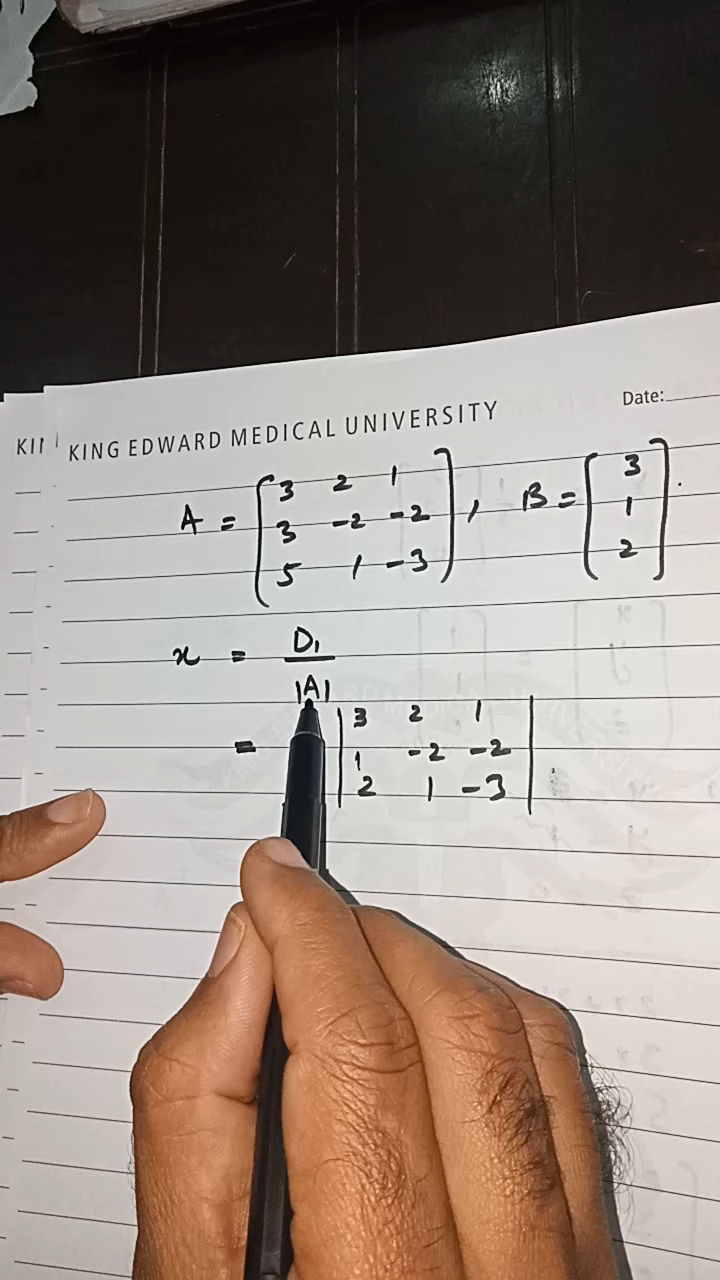 KING EDWARD MEDICAL UNIVERSITY
Date:
A = [3 2 1
3 -2 -2
5 1 -3] , B = [3
1
2] .
x = D₁
|A|
= |3 2 1
1 -2 -2
2 1 -3|